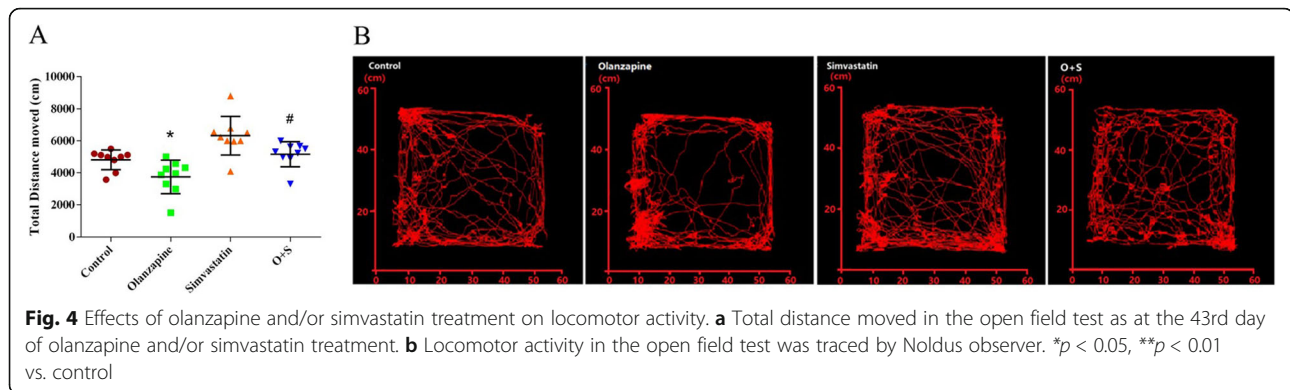 A
B
Total Distance moved (cm)
10000
8000
6000
4000
2000
0
*
#
Control
Olanzapine
Simvastatin
O+S
Control
(cm)
60
40
20
10 20 30 40 50 60
(cm)
Olanzapine
(cm)
60
40
20
10 20 30 40 50 60
(cm)
Simvastatin
(cm)
60
40
20
10 20 30 40 50 60
(cm)
O+S
(cm)
60
40
20
10 20 30 40 50 60
(cm)
Fig. 4 Effects of olanzapine and/or simvastatin treatment on locomotor activity. a Total distance moved in the open field test as at the 43rd day
of olanzapine and/or simvastatin treatment. b Locomotor activity in the open field test was traced by Noldus observer. *p < 0.05, **p < 0.01
vs. control